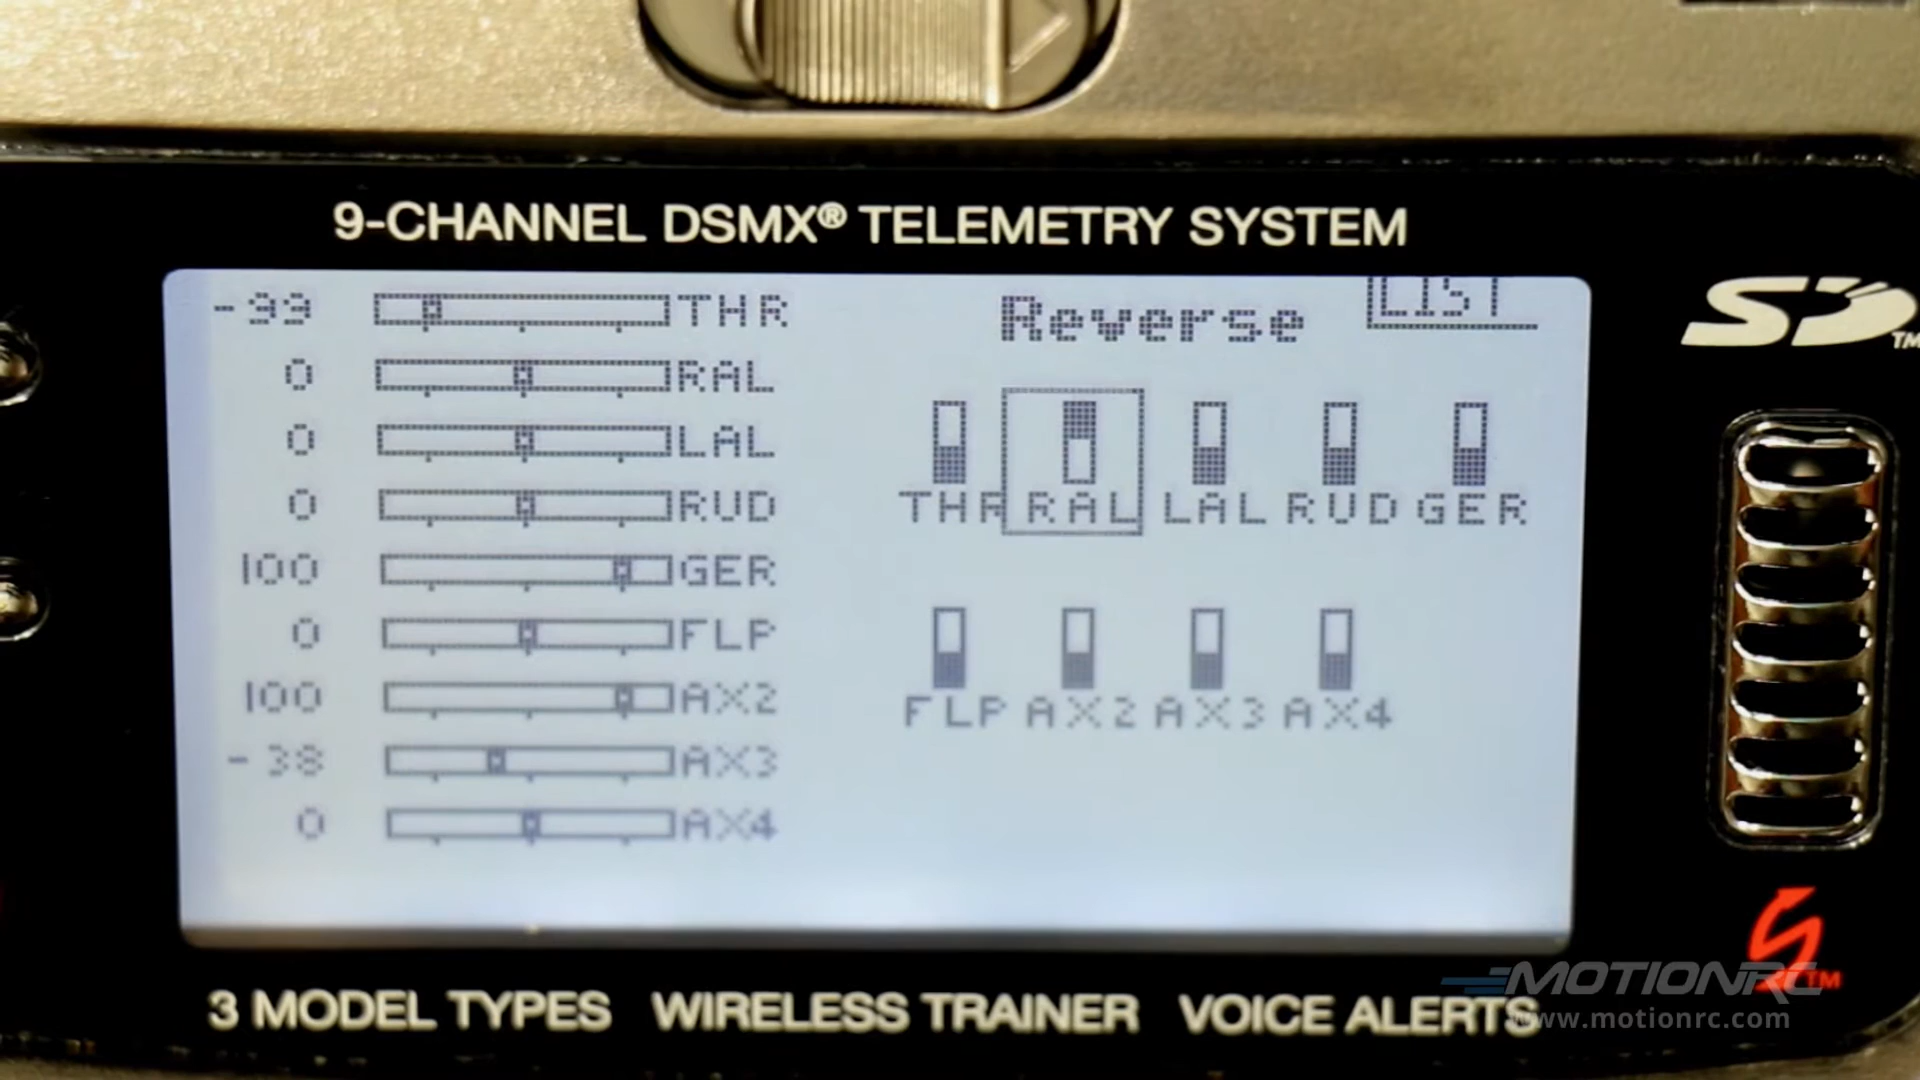 9-CHANNEL DSMX® TELEMETRY SYSTEM
-99 THR
0 RAL
0 LAL
0 RUD
100 GER
0 FLP
100 AX2
-38 AX3
0 AX4
Reverse
LIST
THR RAL LAL RUD GER
FLP AX2 AX3 AX4
SD™
3 MODEL TYPES WIRELESS TRAINER VOICE ALERTS
TM
MOTIONRC
www.motionrc.com